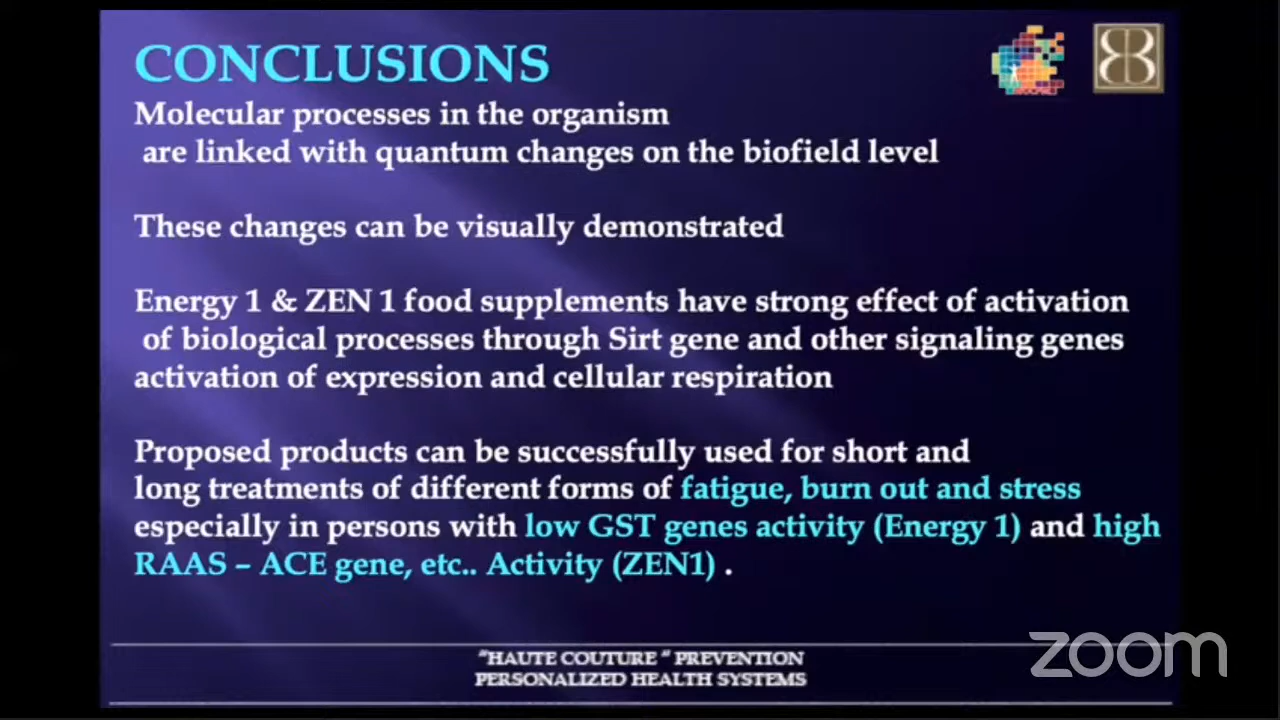 CONCLUSIONS
Molecular processes in the organism
are linked with quantum changes on the biofield level
These changes can be visually demonstrated
Energy 1 & ZEN 1 food supplements have strong effect of activation
of biological processes through Sirt gene and other signaling genes
activation of expression and cellular respiration
Proposed products can be successfully used for short and
long treatments of different forms of fatigue, burn out and stress
especially in persons with low GST genes activity (Energy 1) and high
RAAS – ACE gene, etc.. Activity (ZEN1) .
"HAUTE COUTURE " PREVENTION
PERSONALIZED HEALTH SYSTEMS
zoom